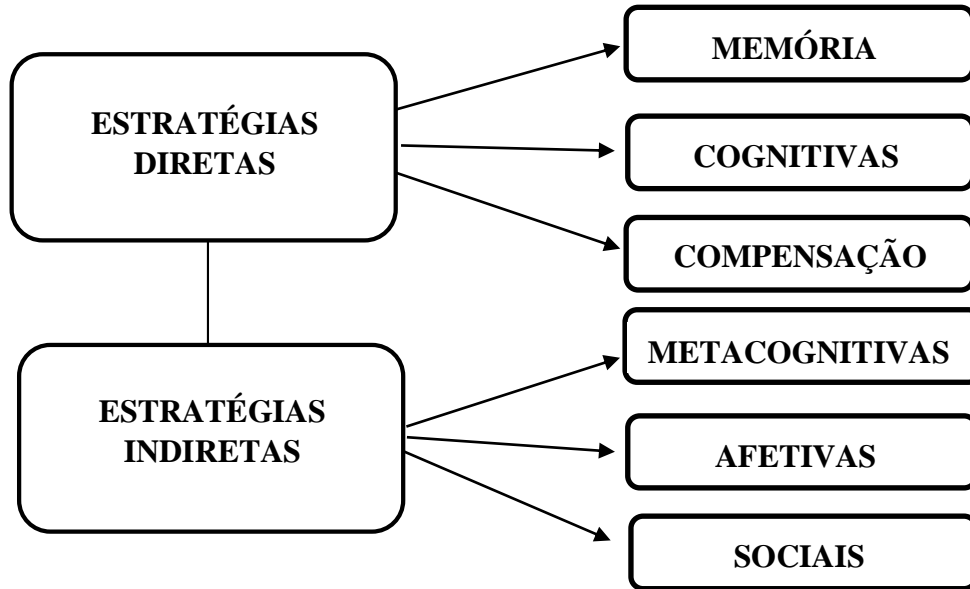 ESTRATÉGIAS
DIRETAS
MEMÓRIA
COGNITIVAS
COMPENSAÇÃO
ESTRATÉGIAS
INDIRETAS
METACOGNITIVAS
AFETIVAS
SOCIAIS